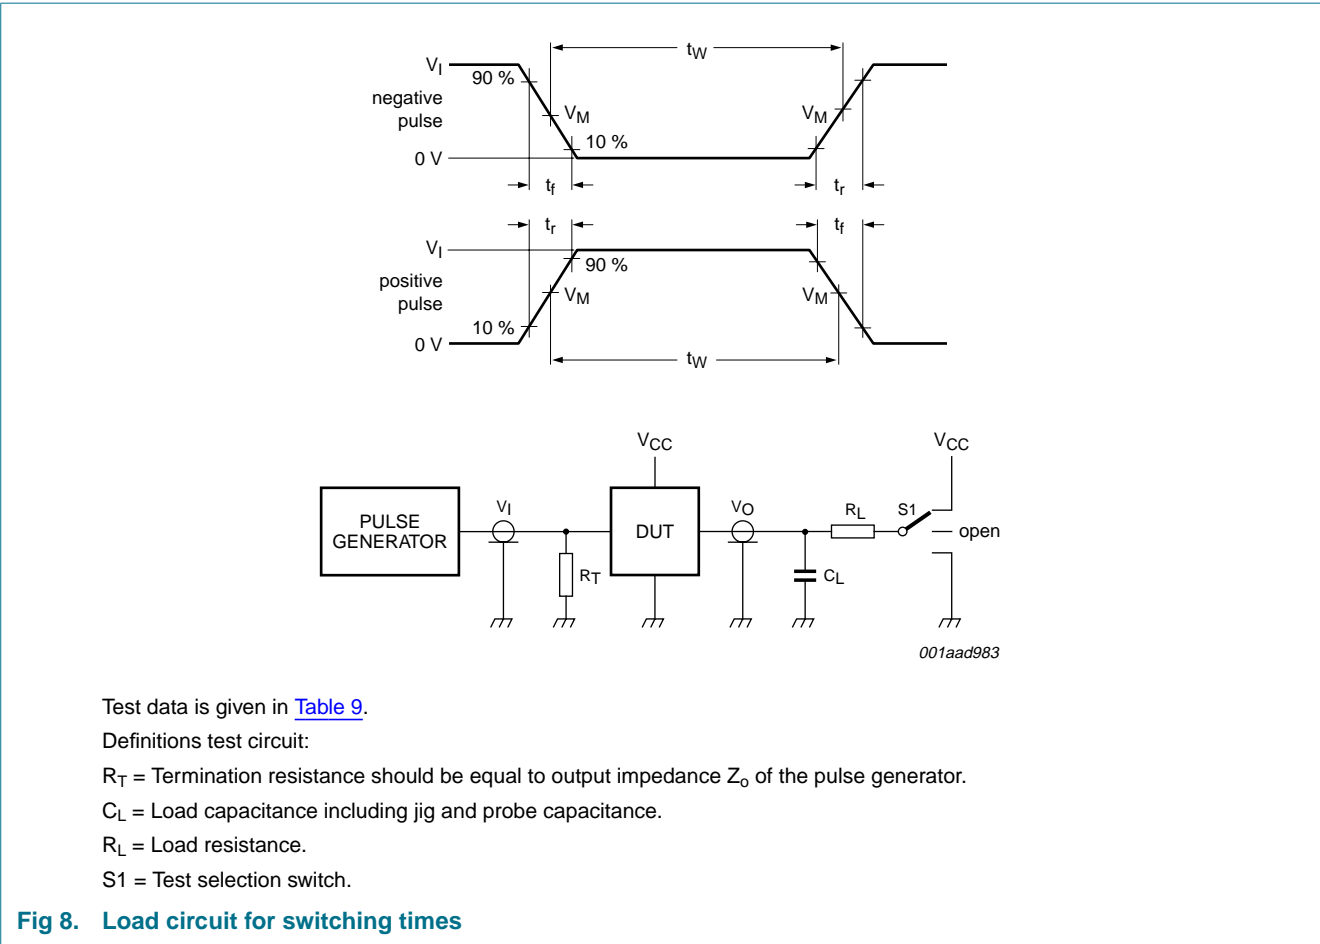 tW
VI
90 %
negative
pulse
VM
VM
10 %
0 V
tf
tr
tr
tf
VI
90 %
positive
pulse
VM
VM
10 %
0 V
tW
VCC
VCC
PULSE
GENERATOR
VI
DUT
VO
RL
S1
open
RT
CL
001aad983
Test data is given in Table 9.
Definitions test circuit:
RT = Termination resistance should be equal to output impedance Zo of the pulse generator.
CL = Load capacitance including jig and probe capacitance.
RL = Load resistance.
S1 = Test selection switch.
Fig 8. Load circuit for switching times